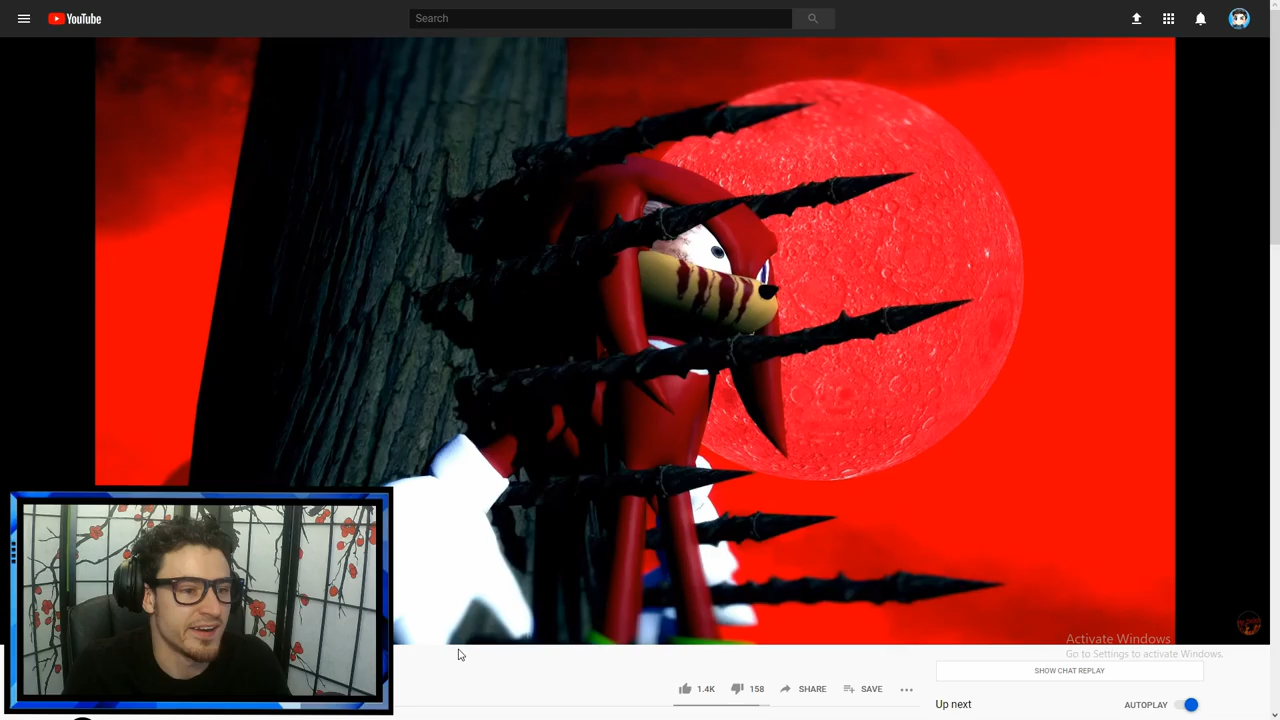 YouTube
Search
Activate Windows
Go to Settings to activate Windows.
SHOW CHAT REPLAY
1.4K
158
SHARE
SAVE
Up next
AUTOPLAY